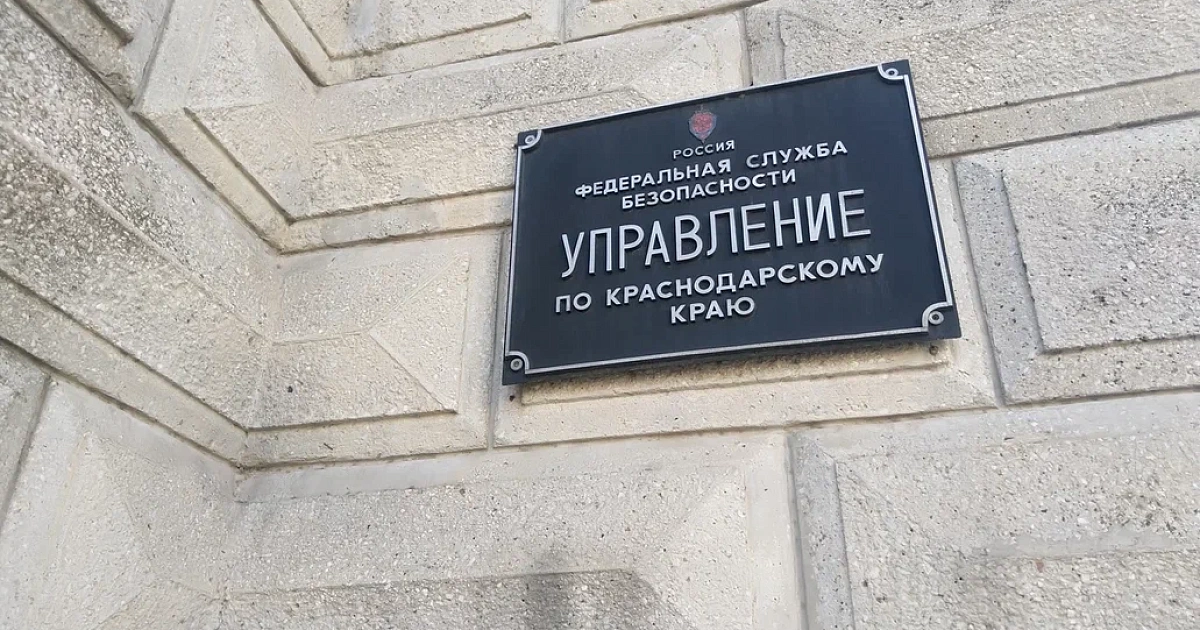 РОССИЯ
ФЕДЕРАЛЬНАЯ СЛУЖБА
БЕЗОПАСНОСТИ
УПРАВЛЕНИЕ
ПО КРАСНОДАРСКОМУ
КРАЮ